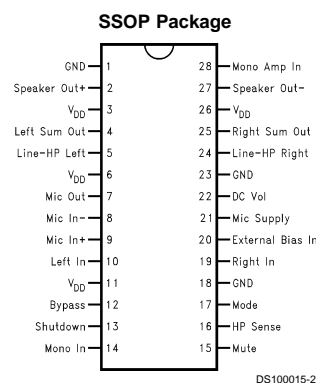 SSOP Package
GND 1 28 Mono Amp In
Speaker Out+ 2 27 Speaker Out-
VDD 3 26 VDD
Left Sum Out 4 25 Right Sum Out
Line-HP Left 5 24 Line-HP Right
VDD 6 23 GND
Mic Out 7 22 DC Vol
Mic In- 8 21 Mic Supply
Mic In+ 9 20 External Bias In
Left In 10 19 Right In
VDD 11 18 GND
Bypass 12 17 Mode
Shutdown 13 16 HP Sense
Mono In 14 15 Mute
DS100015-2